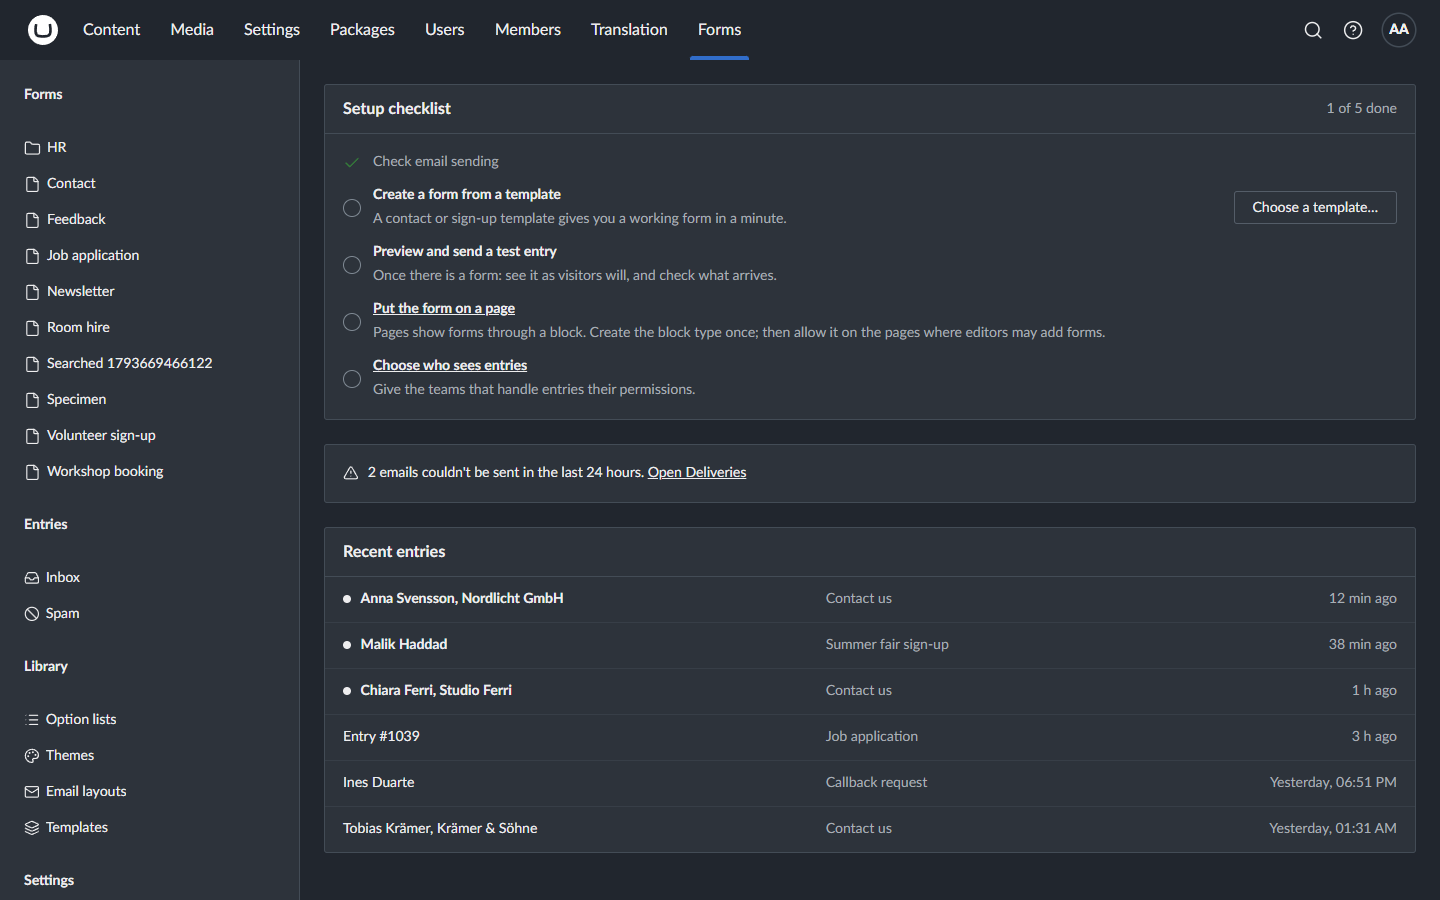 Content Media Settings Packages Users Members Translation Forms AA
Forms
HR
Contact
Feedback
Job application
Newsletter
Room hire
Searched 1793669466122
Specimen
Volunteer sign-up
Workshop booking
Entries
Inbox
Spam
Library
Option lists
Themes
Email layouts
Templates
Settings
Setup checklist 1 of 5 done
Check email sending
Create a form from a template
A contact or sign-up template gives you a working form in a minute.
Choose a template...
Preview and send a test entry
Once there is a form: see it as visitors will, and check what arrives.
Put the form on a page
Pages show forms through a block. Create the block type once; then allow it on the pages where editors may add forms.
Choose who sees entries
Give the teams that handle entries their permissions.
2 emails couldn't be sent in the last 24 hours. Open Deliveries
Recent entries
Anna Svensson, Nordlicht GmbH Contact us 12 min ago
Malik Haddad Summer fair sign-up 38 min ago
Chiara Ferri, Studio Ferri Contact us 1 h ago
Entry #1039 Job application 3 h ago
Ines Duarte Callback request Yesterday, 06:51 PM
Tobias Krämer, Krämer & Söhne Contact us Yesterday, 01:31 AM